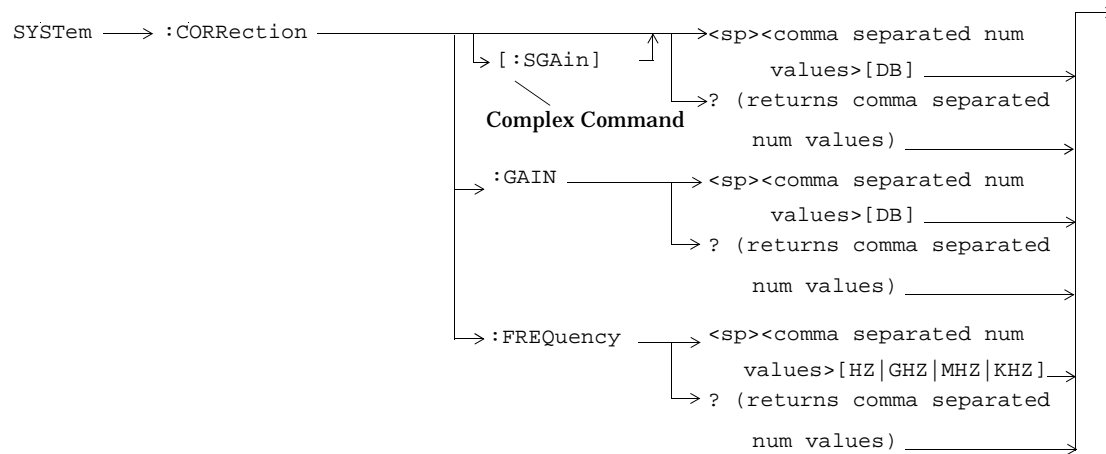 SYSTem :CORRection <sp><comma separated num
[:SGAin] values>[DB]
? (returns comma separated
Complex Command
num values)
:GAIN <sp><comma separated num
values>[DB]
? (returns comma separated
num values)
:FREQuency <sp><comma separated num
values>[HZ|GHZ|MHZ|KHZ]
? (returns comma separated
num values)